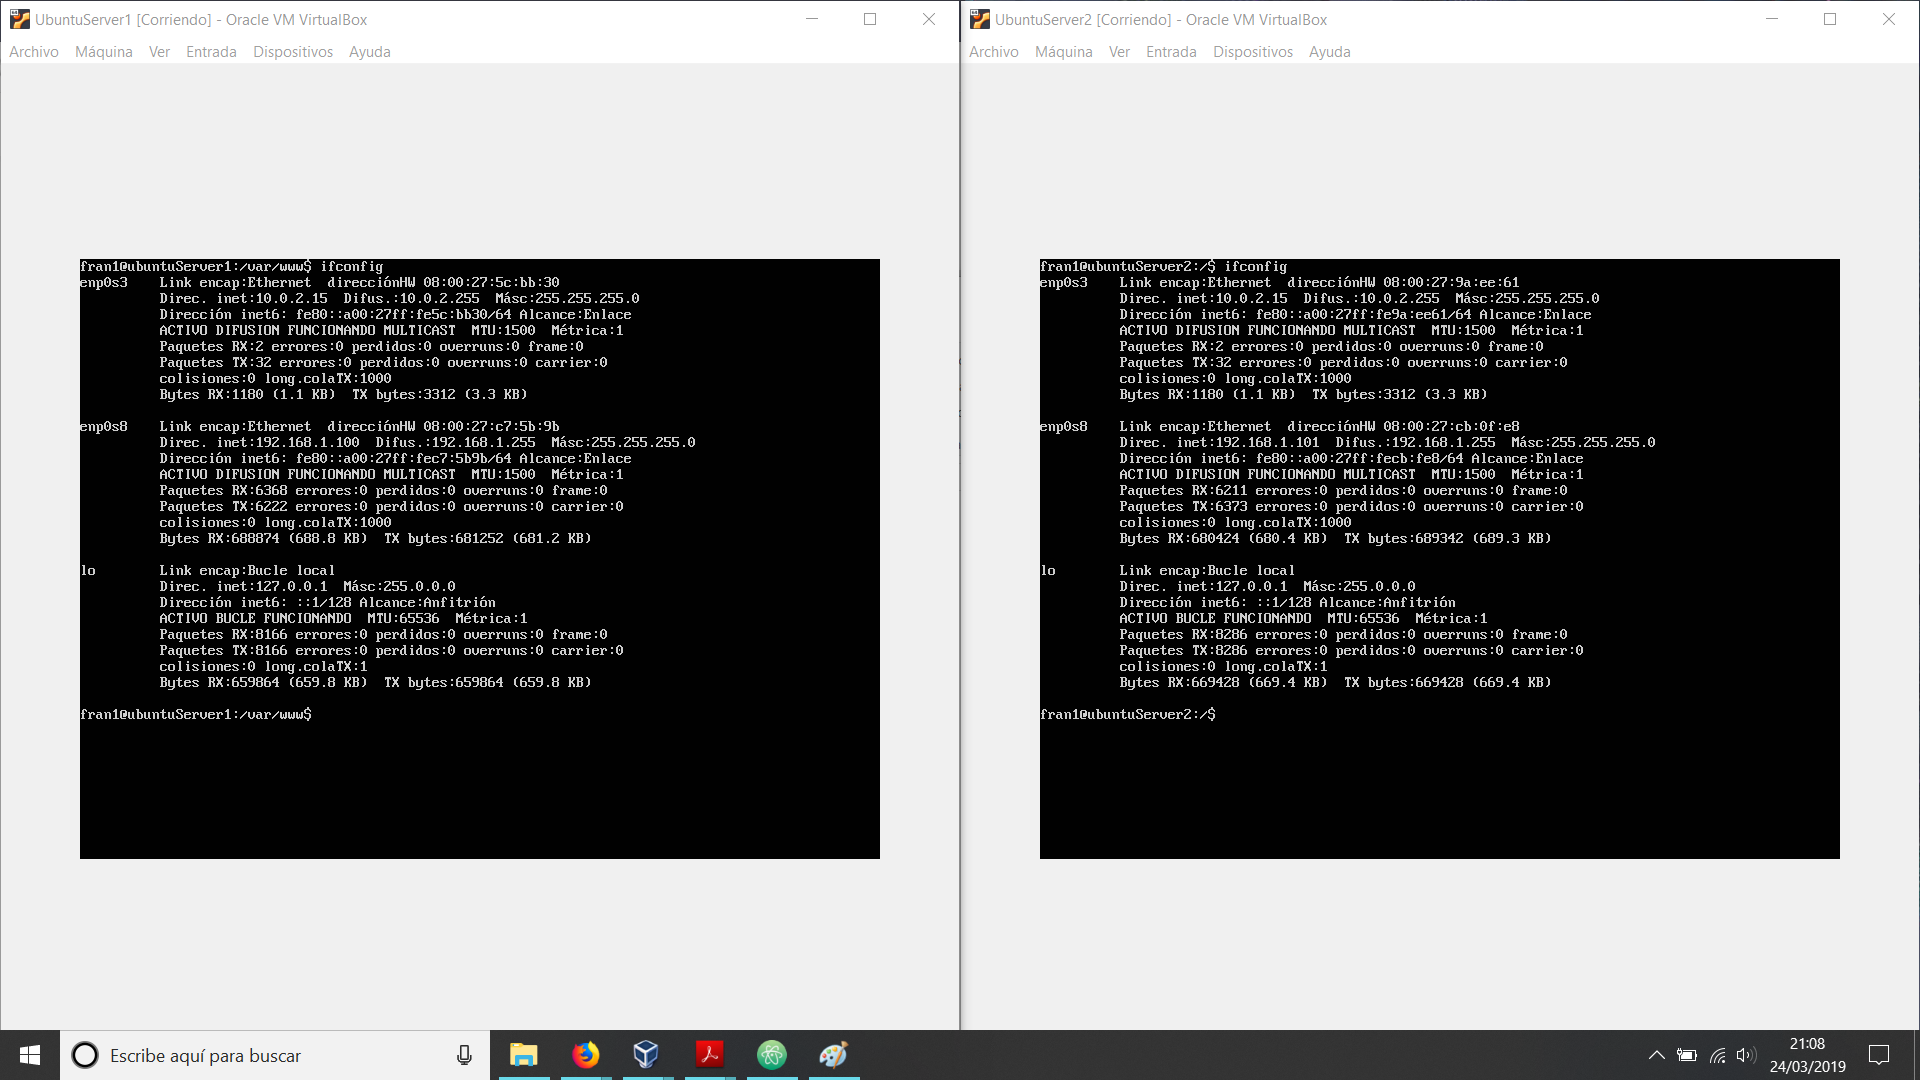 UbuntuServer1 [Corriendo] - Oracle VM VirtualBox
Archivo Máquina Ver Entrada Dispositivos Ayuda
fran1@ubuntuServer1:/var/www$ ifconfig
enp0s3 Link encap:Ethernet direcciónHW 08:00:27:5c:bb:30
Direc. inet:10.0.2.15 Difus.:10.0.2.255 Másc:255.255.255.0
Dirección inet6: fe80::a00:27ff:fe5c:bb30/64 Alcance:Enlace
ACTIVO DIFUSION FUNCIONANDO MULTICAST MTU:1500 Métrica:1
Paquetes RX:2 errores:0 perdidos:0 overruns:0 frame:0
Paquetes TX:32 errores:0 perdidos:0 overruns:0 carrier:0
colisiones:0 long.colaTX:1000
Bytes RX:1180 (1.1 KB) TX bytes:3312 (3.3 KB)
enp0s8 Link encap:Ethernet direcciónHW 08:00:27:c7:5b:9b
Direc. inet:192.168.1.100 Difus.:192.168.1.255 Másc:255.255.255.0
Dirección inet6: fe80::a00:27ff:fec7:5b9b/64 Alcance:Enlace
ACTIVO DIFUSION FUNCIONANDO MULTICAST MTU:1500 Métrica:1
Paquetes RX:6368 errores:0 perdidos:0 overruns:0 frame:0
Paquetes TX:6222 errores:0 perdidos:0 overruns:0 carrier:0
colisiones:0 long.colaTX:1000
Bytes RX:688874 (688.8 KB) TX bytes:681252 (681.2 KB)
lo Link encap:Bucle local
Direc. inet:127.0.0.1 Másc:255.0.0.0
Dirección inet6: ::1/128 Alcance:Anfitrión
ACTIVO BUCLE FUNCIONANDO MTU:65536 Métrica:1
Paquetes RX:8166 errores:0 perdidos:0 overruns:0 frame:0
Paquetes TX:8166 errores:0 perdidos:0 overruns:0 carrier:0
colisiones:0 long.colaTX:1
Bytes RX:659864 (659.8 KB) TX bytes:659864 (659.8 KB)
fran1@ubuntuServer1:/var/www$
UbuntuServer2 [Corriendo] - Oracle VM VirtualBox
Archivo Máquina Ver Entrada Dispositivos Ayuda
fran1@ubuntuServer2:/$ ifconfig
enp0s3 Link encap:Ethernet direcciónHW 08:00:27:9a:ee:61
Direc. inet:10.0.2.15 Difus.:10.0.2.255 Másc:255.255.255.0
Dirección inet6: fe80::a00:27ff:fe9a:ee61/64 Alcance:Enlace
ACTIVO DIFUSION FUNCIONANDO MULTICAST MTU:1500 Métrica:1
Paquetes RX:2 errores:0 perdidos:0 overruns:0 frame:0
Paquetes TX:32 errores:0 perdidos:0 overruns:0 carrier:0
colisiones:0 long.colaTX:1000
Bytes RX:1180 (1.1 KB) TX bytes:3312 (3.3 KB)
enp0s8 Link encap:Ethernet direcciónHW 08:00:27:cb:0f:e8
Direc. inet:192.168.1.101 Difus.:192.168.1.255 Másc:255.255.255.0
Dirección inet6: fe80::a00:27ff:fecb:fe8/64 Alcance:Enlace
ACTIVO DIFUSION FUNCIONANDO MULTICAST MTU:1500 Métrica:1
Paquetes RX:6211 errores:0 perdidos:0 overruns:0 frame:0
Paquetes TX:6373 errores:0 perdidos:0 overruns:0 carrier:0
colisiones:0 long.colaTX:1000
Bytes RX:680424 (680.4 KB) TX bytes:689342 (689.3 KB)
lo Link encap:Bucle local
Direc. inet:127.0.0.1 Másc:255.0.0.0
Dirección inet6: ::1/128 Alcance:Anfitrión
ACTIVO BUCLE FUNCIONANDO MTU:65536 Métrica:1
Paquetes RX:8286 errores:0 perdidos:0 overruns:0 frame:0
Paquetes TX:8286 errores:0 perdidos:0 overruns:0 carrier:0
colisiones:0 long.colaTX:1
Bytes RX:669428 (669.4 KB) TX bytes:669428 (669.4 KB)
fran1@ubuntuServer2:/$
Escribe aquí para buscar
21:08
24/03/2019